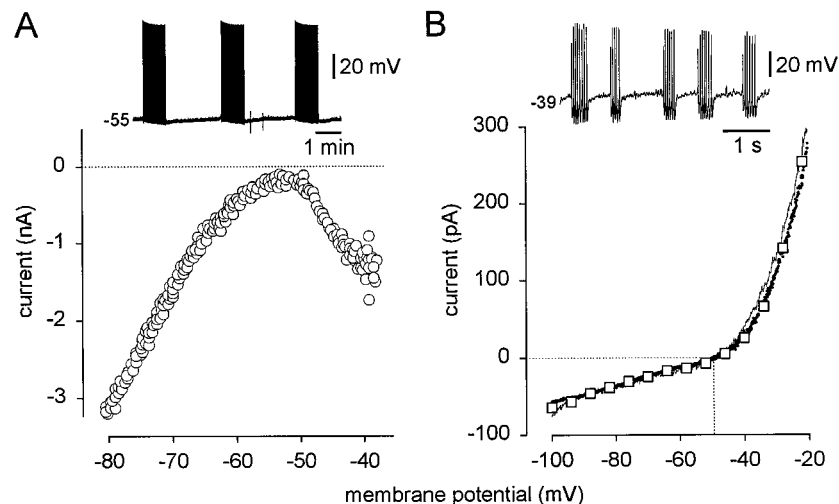 A
20 mV
-55
1 min
0
-1
-2
-3
current (nA)
-80 -70 -60 -50 -40
B
20 mV
-39
1 s
300
200
100
0
-100
current (pA)
-100 -80 -60 -40 -20
membrane potential (mV)